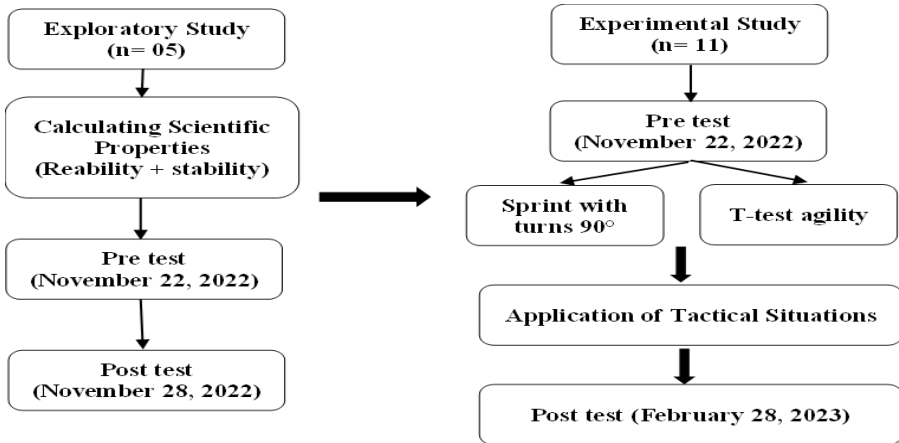 Exploratory Study
(n= 05)
Calculating Scientific
Properties
(Reability + stability)
Pre test
(November 22, 2022)
Post test
(November 28, 2022)
Experimental Study
(n= 11)
Pre test
(November 22, 2022)
Sprint with
turns 90°
T-test agility
Application of Tactical Situations
Post test (February 28, 2023)